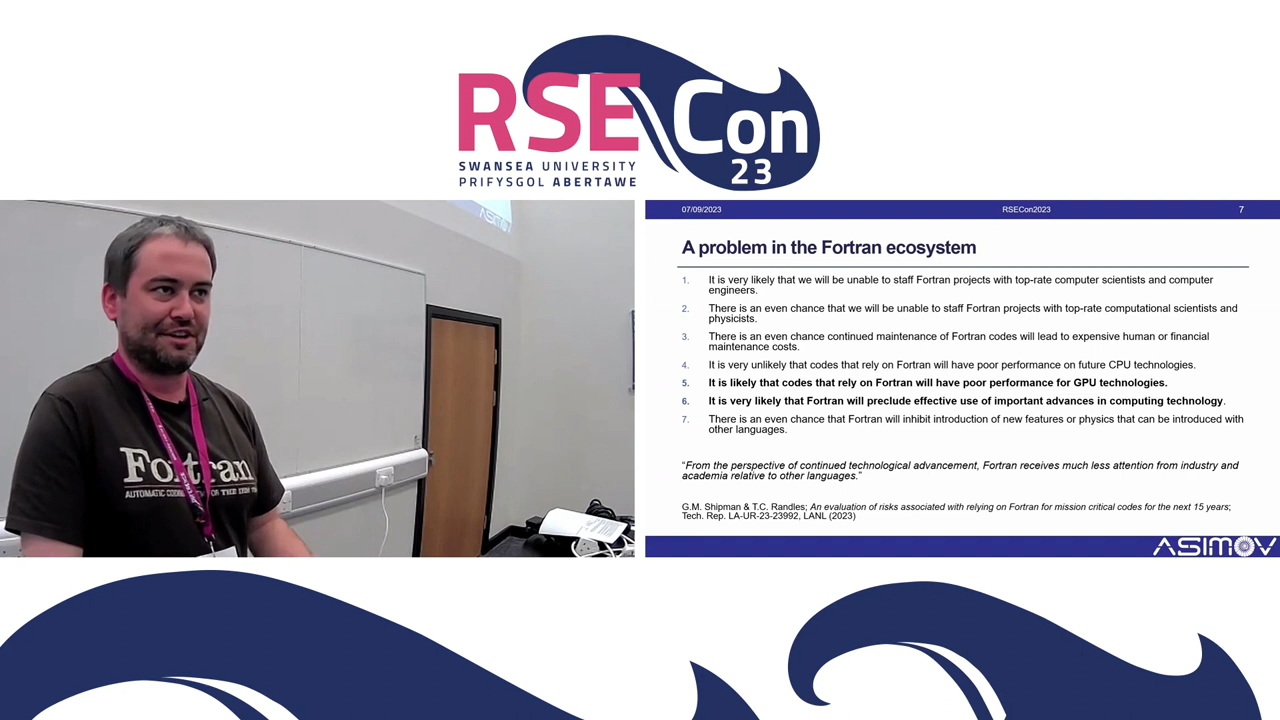 RSE Con
23
SWANSEA UNIVERSITY
PRIFYSGOL ABERTAWE
ASIMOV
Fortran
AUTOMATIC CODING
OF THE IBM
07/09/2023 RSECon2023 7
A problem in the Fortran ecosystem
1. It is very likely that we will be unable to staff Fortran projects with top-rate computer scientists and computer
engineers.
2. There is an even chance that we will be unable to staff Fortran projects with top-rate computational scientists and
physicists.
3. There is an even chance continued maintenance of Fortran codes will lead to expensive human or financial
maintenance costs.
4. It is very unlikely that codes that rely on Fortran will have poor performance on future CPU technologies.
5. It is likely that codes that rely on Fortran will have poor performance for GPU technologies.
6. It is very likely that Fortran will preclude effective use of important advances in computing technology.
7. There is an even chance that Fortran will inhibit introduction of new features or physics that can be introduced with
other languages.
“From the perspective of continued technological advancement, Fortran receives much less attention from industry and
academia relative to other languages.”
G.M. Shipman & T.C. Randles; An evaluation of risks associated with relying on Fortran for mission critical codes for the next 15 years;
Tech. Rep. LA-UR-23-23992, LANL (2023)
ASIMOV